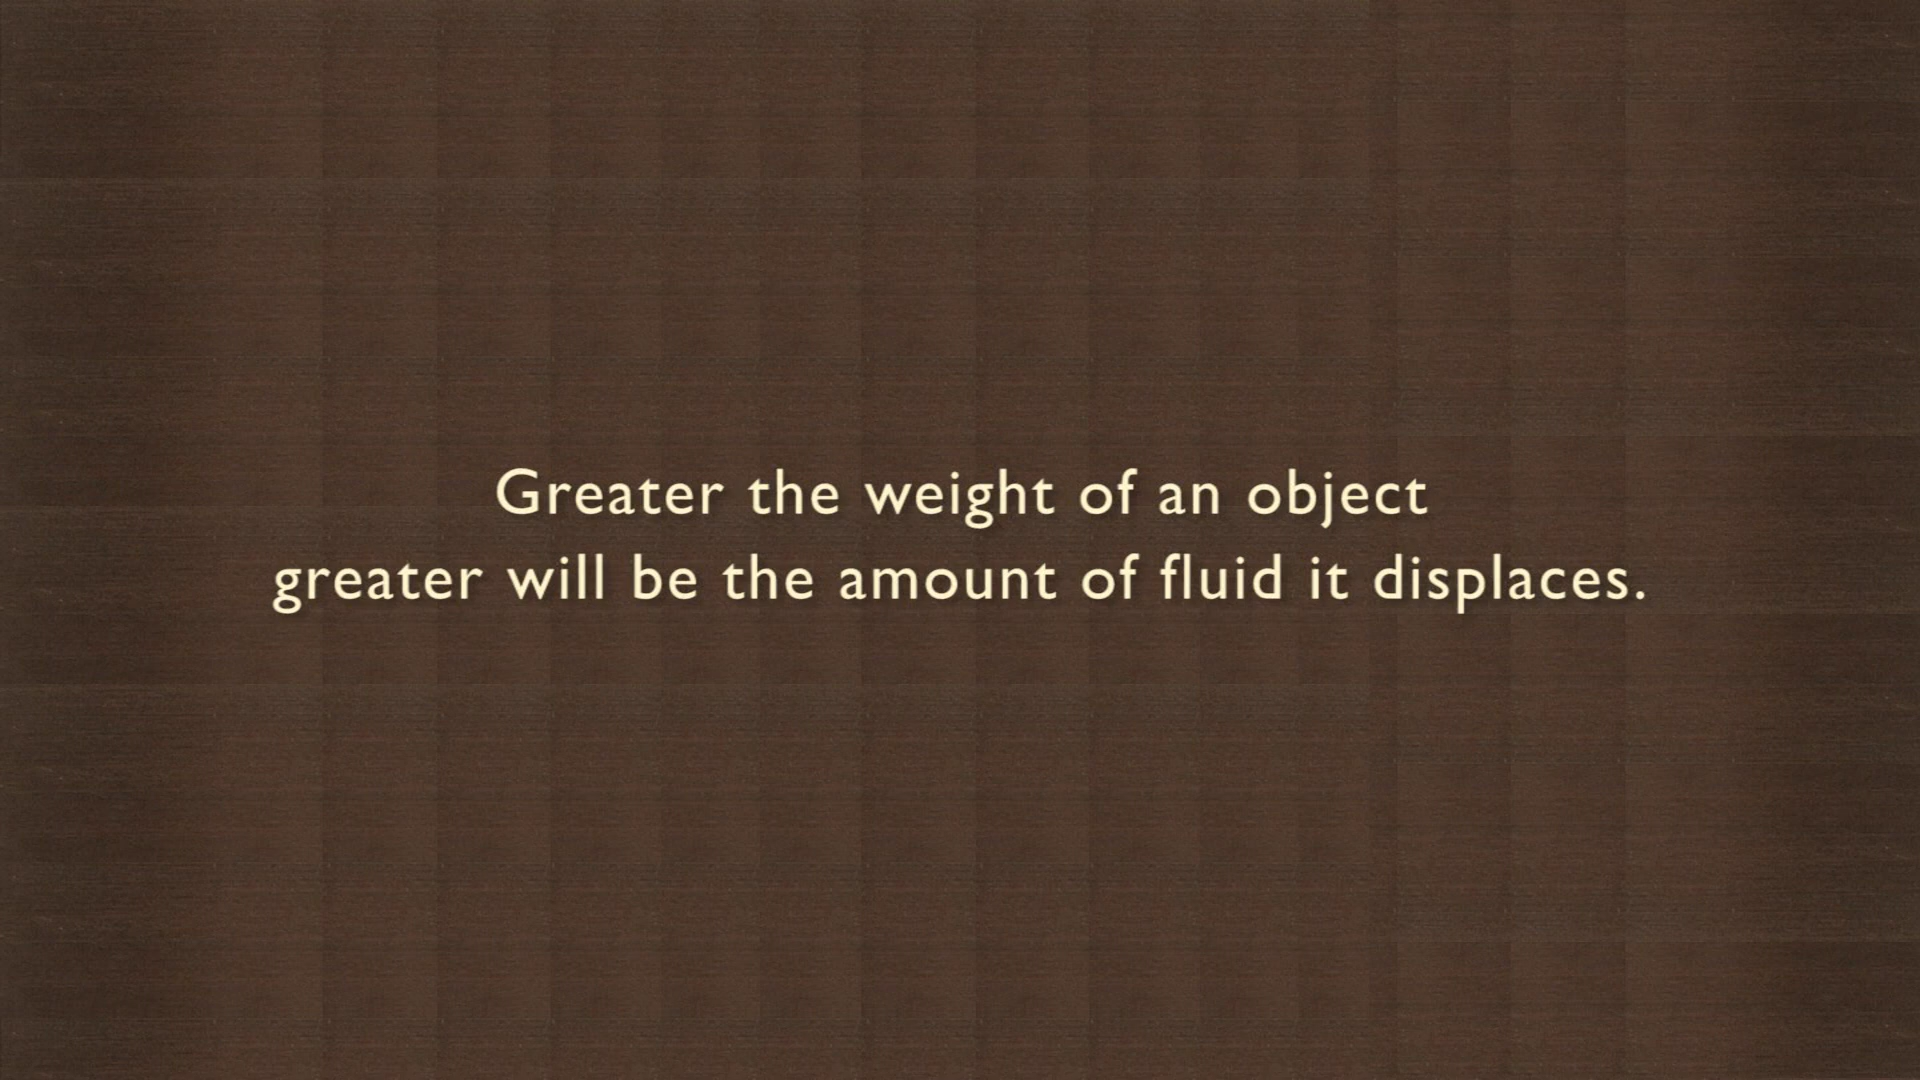 Greater the weight of an object
greater will be the amount of fluid it displaces.